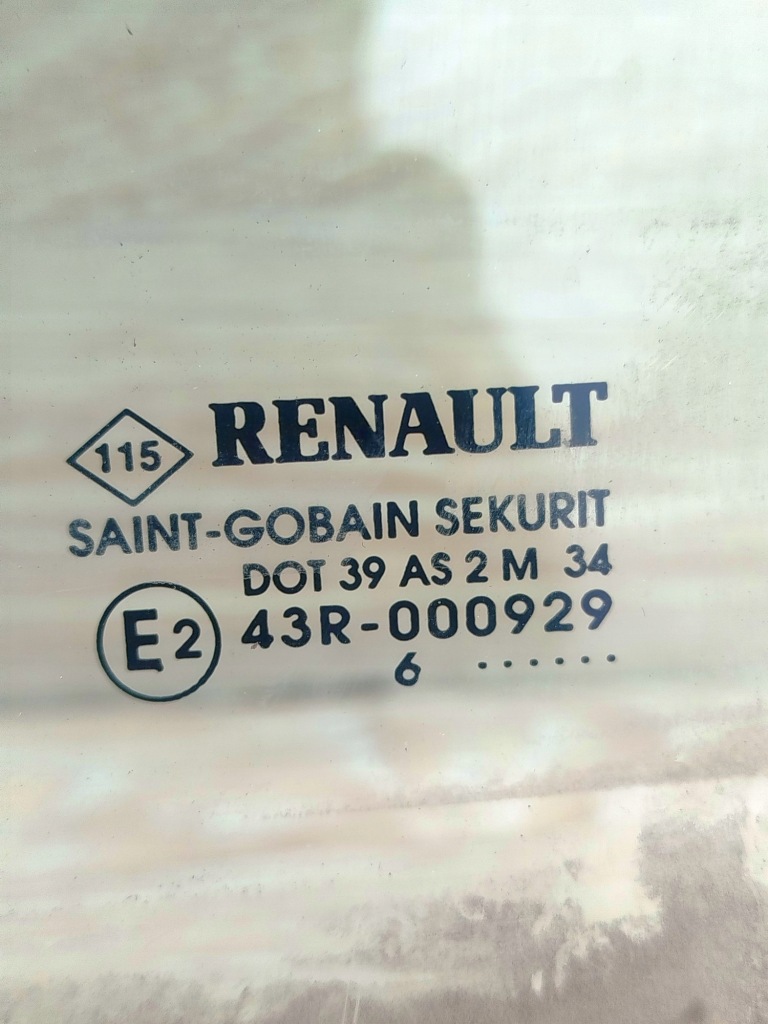 115 RENAULT
SAINT-GOBAIN SEKURIT
DOT 39 AS 2 M 34
E2 43R-000929
6 ......